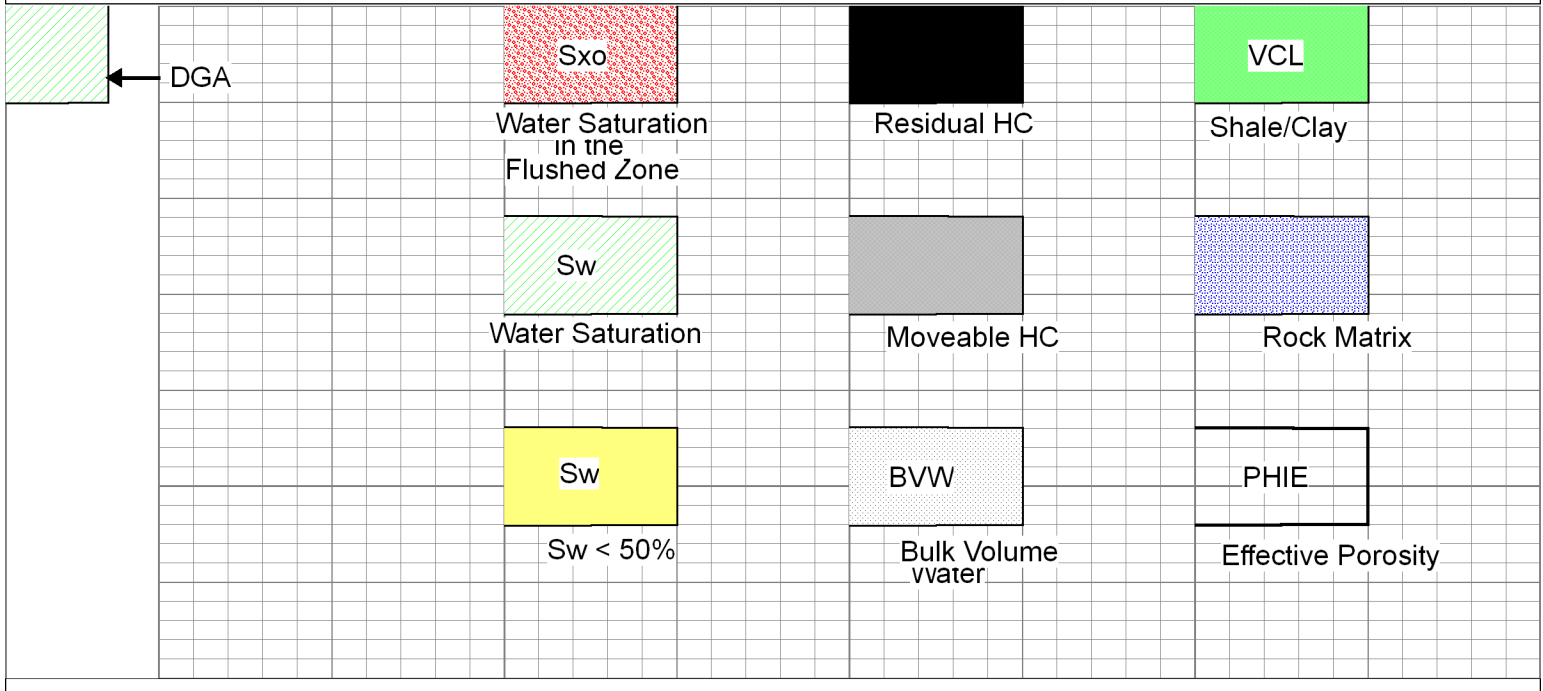 DGA
Sxo
Water Saturation
in the
Flushed Zone
Residual HC
VCL
Shale/Clay
Sw
Water Saturation
Moveable HC
Rock Matrix
Sw
Sw < 50%
BVW
Bulk Volume
Water
PHIE
Effective Porosity